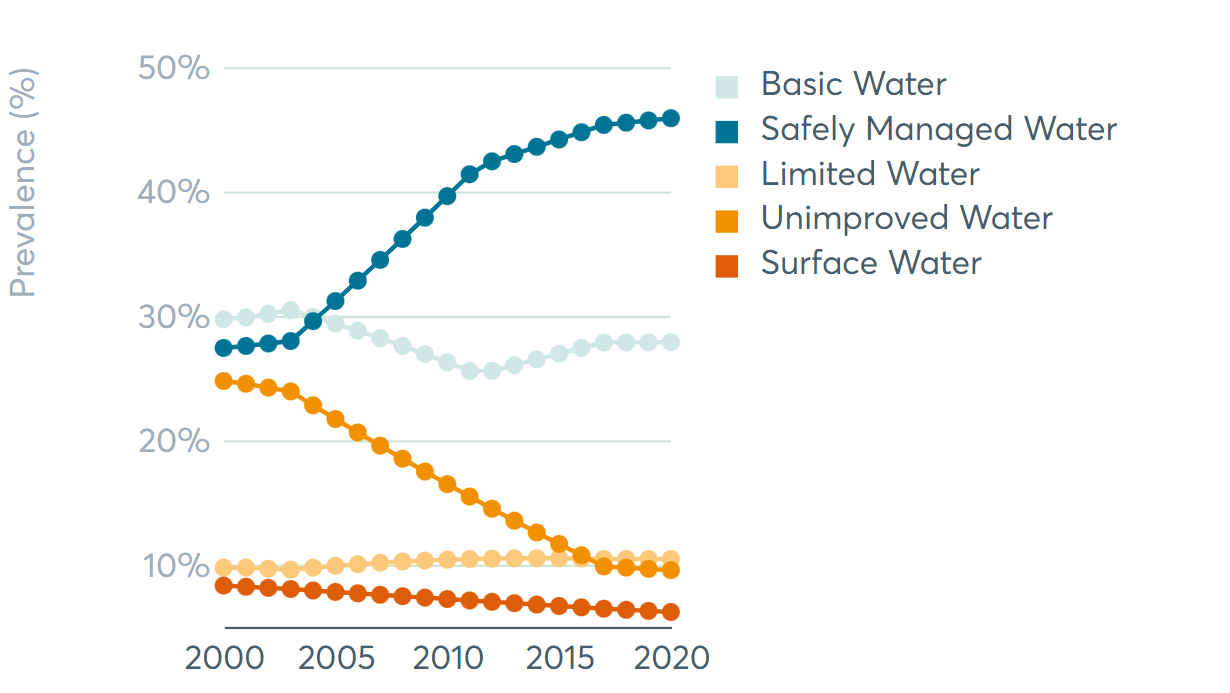 Prevalence (%)
50%
40%
30%
20%
10%
2000 2005 2010 2015 2020
Basic Water
Safely Managed Water
Limited Water
Unimproved Water
Surface Water